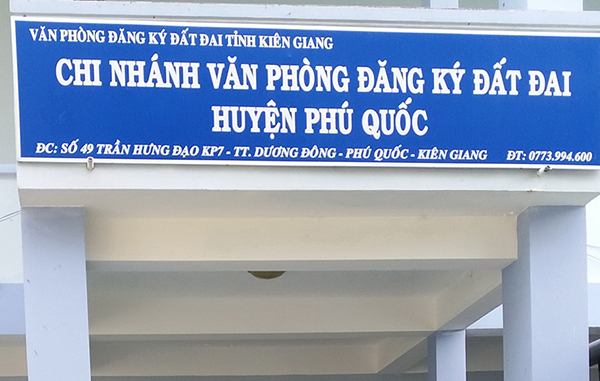 VĂN PHÒNG ĐĂNG KÝ ĐẤT ĐAI TỈNH KIÊN GIANG
CHI NHÁNH VĂN PHÒNG ĐĂNG KÝ ĐẤT ĐAI
HUYỆN PHÚ QUỐC
ĐC: SỐ 49 TRẦN HƯNG ĐẠO KP7 - TT. DƯƠNG ĐÔNG - PHÚ QUỐC - KIÊN GIANG ĐT: 0773.994.600